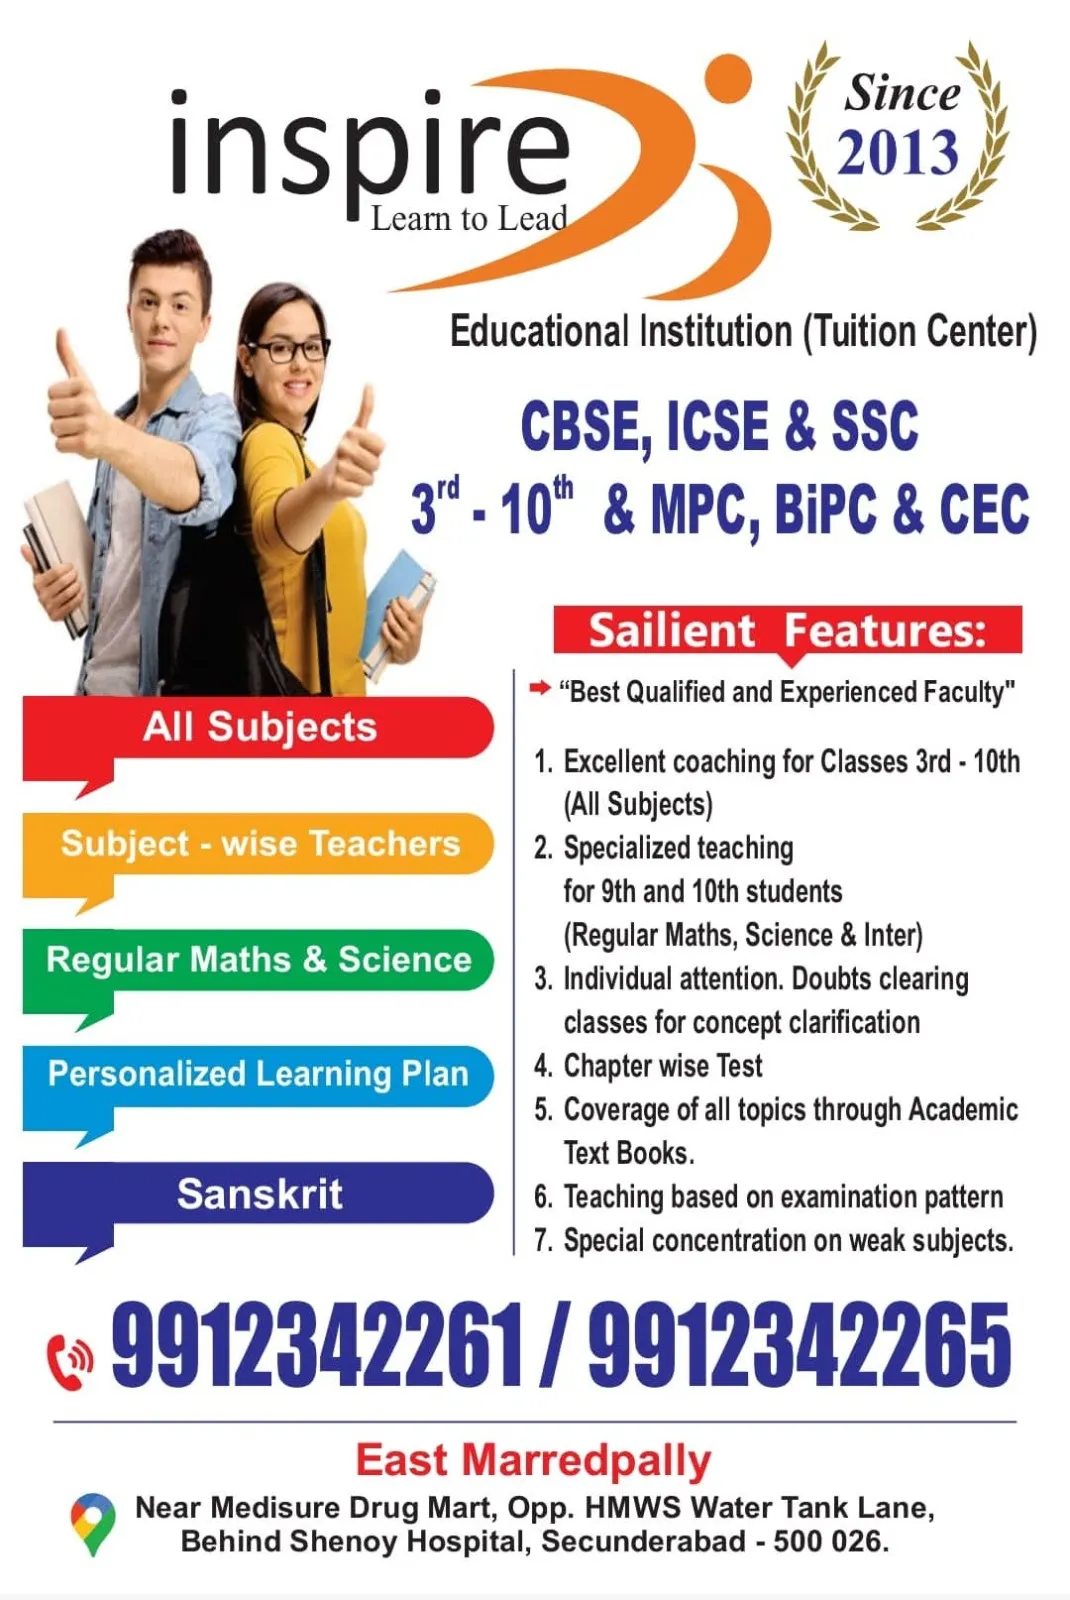 inspire
Learn to Lead
Since
2013
Educational Institution (Tuition Center)
CBSE, ICSE & SSC
3rd - 10th & MPC, BiPC & CEC
Sailient Features:
"Best Qualified and Experienced Faculty"
1. Excellent coaching for Classes 3rd - 10th
(All Subjects)
2. Specialized teaching
for 9th and 10th students
(Regular Maths, Science & Inter)
3. Individual attention. Doubts clearing
classes for concept clarification
4. Chapter wise Test
5. Coverage of all topics through Academic
Text Books.
6. Teaching based on examination pattern
7. Special concentration on weak subjects.
All Subjects
Subject - wise Teachers
Regular Maths & Science
Personalized Learning Plan
Sanskrit
9912342261 / 9912342265
East Marredpally
Near Medisure Drug Mart, Opp. HMWS Water Tank Lane,
Behind Shenoy Hospital, Secunderabad - 500 026.